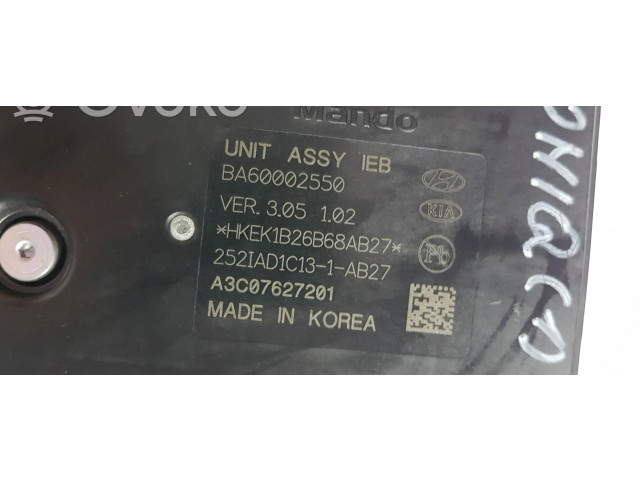 Mando
UNIT ASSY IEB
BA60002550
VER. 3.05 1.02
KIA
*HKEK1B26B68AB27*
252IAD1C13-1-AB27
A3C07627201
MADE IN KOREA